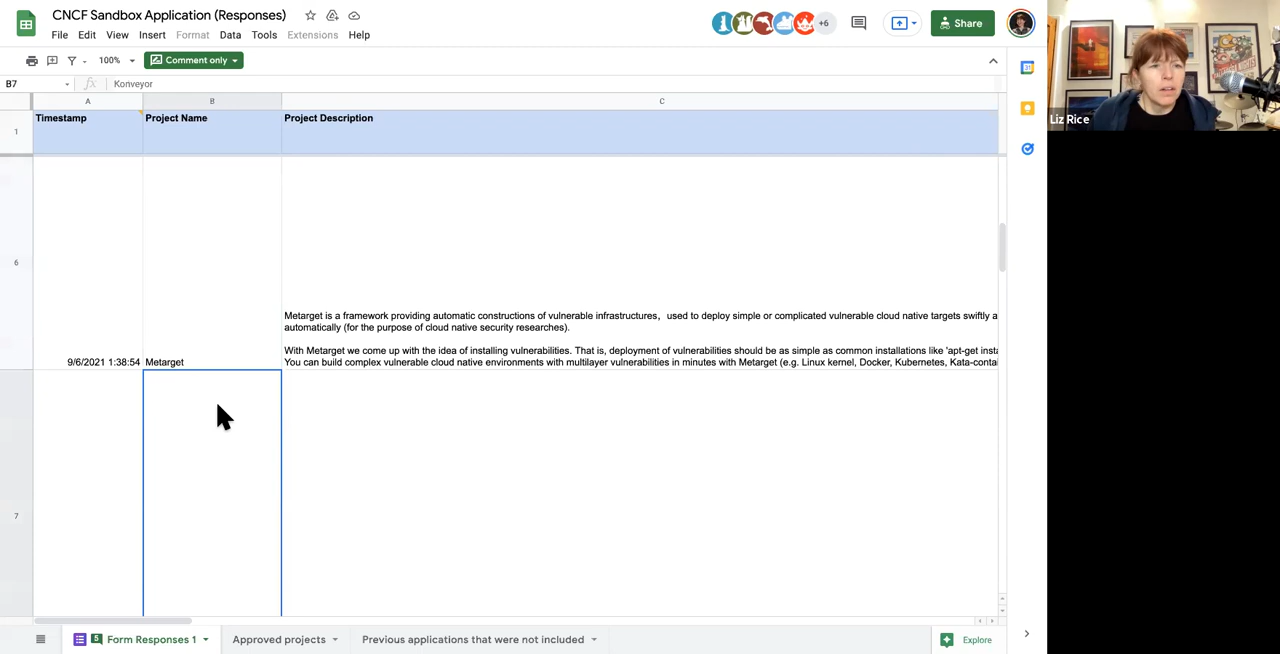 CNCF Sandbox Application (Responses)
File Edit View Insert Format Data Tools Extensions Help
+6
Share
100%
Comment only
B7
fx
Konveyor
A B C
1
Timestamp
Project Name
Project Description
6
Metarget is a framework providing automatic constructions of vulnerable infrastructures, used to deploy simple or complicated vulnerable cloud native targets swiftly a
automatically (for the purpose of cloud native security researches).
With Metarget we come up with the idea of installing vulnerabilities. That is, deployment of vulnerabilities should be as simple as common installations like 'apt-get insta
9/6/2021 1:38:54 Metarget You can build complex vulnerable cloud native environments with multilayer vulnerabilities in minutes with Metarget (e.g. Linux kernel, Docker, Kubernetes, Kata-contai
7
5 Form Responses 1
Approved projects
Previous applications that were not included
Explore
31
Liz Rice